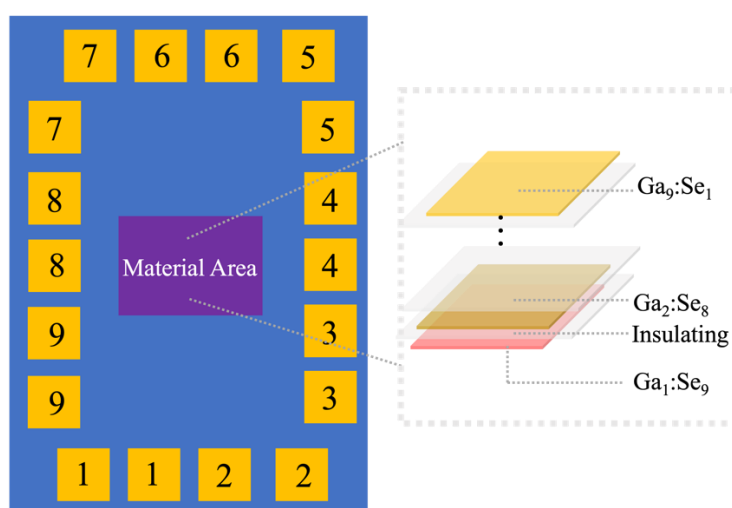 7 6 6 5
7 5
8 4
8 4
Material Area
9 3
9 3
1 1 2 2
Ga₉:Se₁
Ga₂:Se₈
Insulating
Ga₁:Se₉